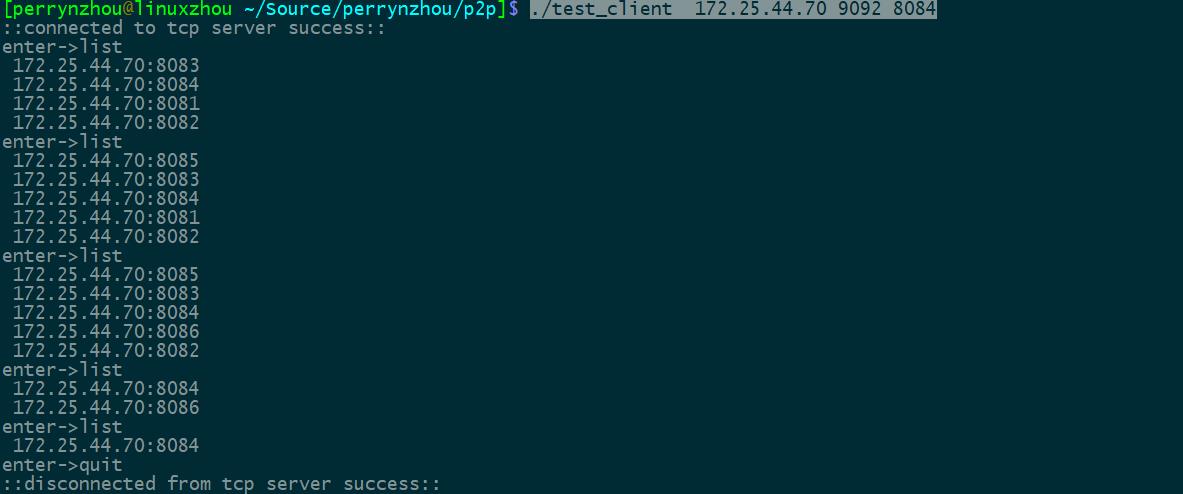 [perrynzhou@linuxzhou ~/Source/perrynzhou/p2p]$ ./test_client  172.25.44.70 9092 8084
::connected to tcp server success::
enter->list
 172.25.44.70:8083
 172.25.44.70:8084
 172.25.44.70:8081
 172.25.44.70:8082
enter->list
 172.25.44.70:8085
 172.25.44.70:8083
 172.25.44.70:8084
 172.25.44.70:8081
 172.25.44.70:8082
enter->list
 172.25.44.70:8085
 172.25.44.70:8083
 172.25.44.70:8084
 172.25.44.70:8086
 172.25.44.70:8082
enter->list
 172.25.44.70:8084
 172.25.44.70:8086
enter->list
 172.25.44.70:8084
enter->quit
::disconnected from tcp server success::